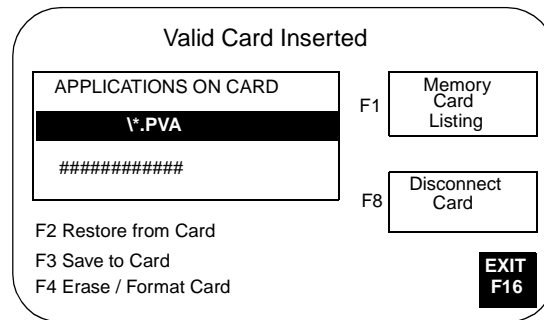 Valid Card Inserted
APPLICATIONS ON CARD
\*.PVA
############
F1
Memory
Card
Listing
F8
Disconnect
Card
F2 Restore from Card
F3 Save to Card
F4 Erase / Format Card
EXIT
F16